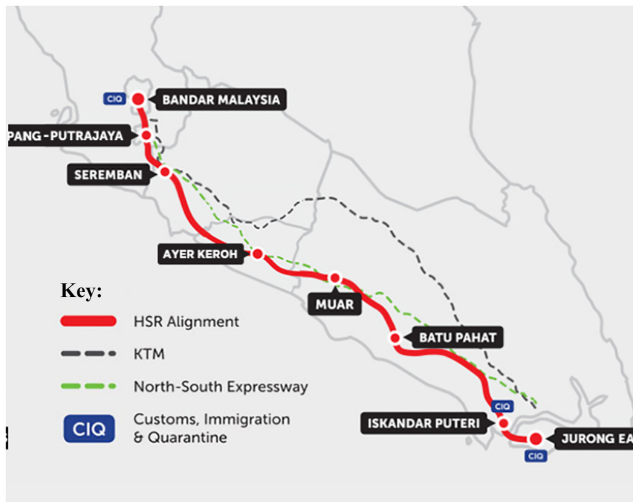 CIQ
BANDAR MALAYSIA
PANG-PUTRAJAYA
SEREMBAN
AYER KEROH
MUAR
BATU PAHAT
Key:
HSR Alignment
KTM
North-South Expressway
CIQ
Customs, Immigration
& Quarantine
CIQ
ISKANDAR PUTERI
JURONG EA
CIQ